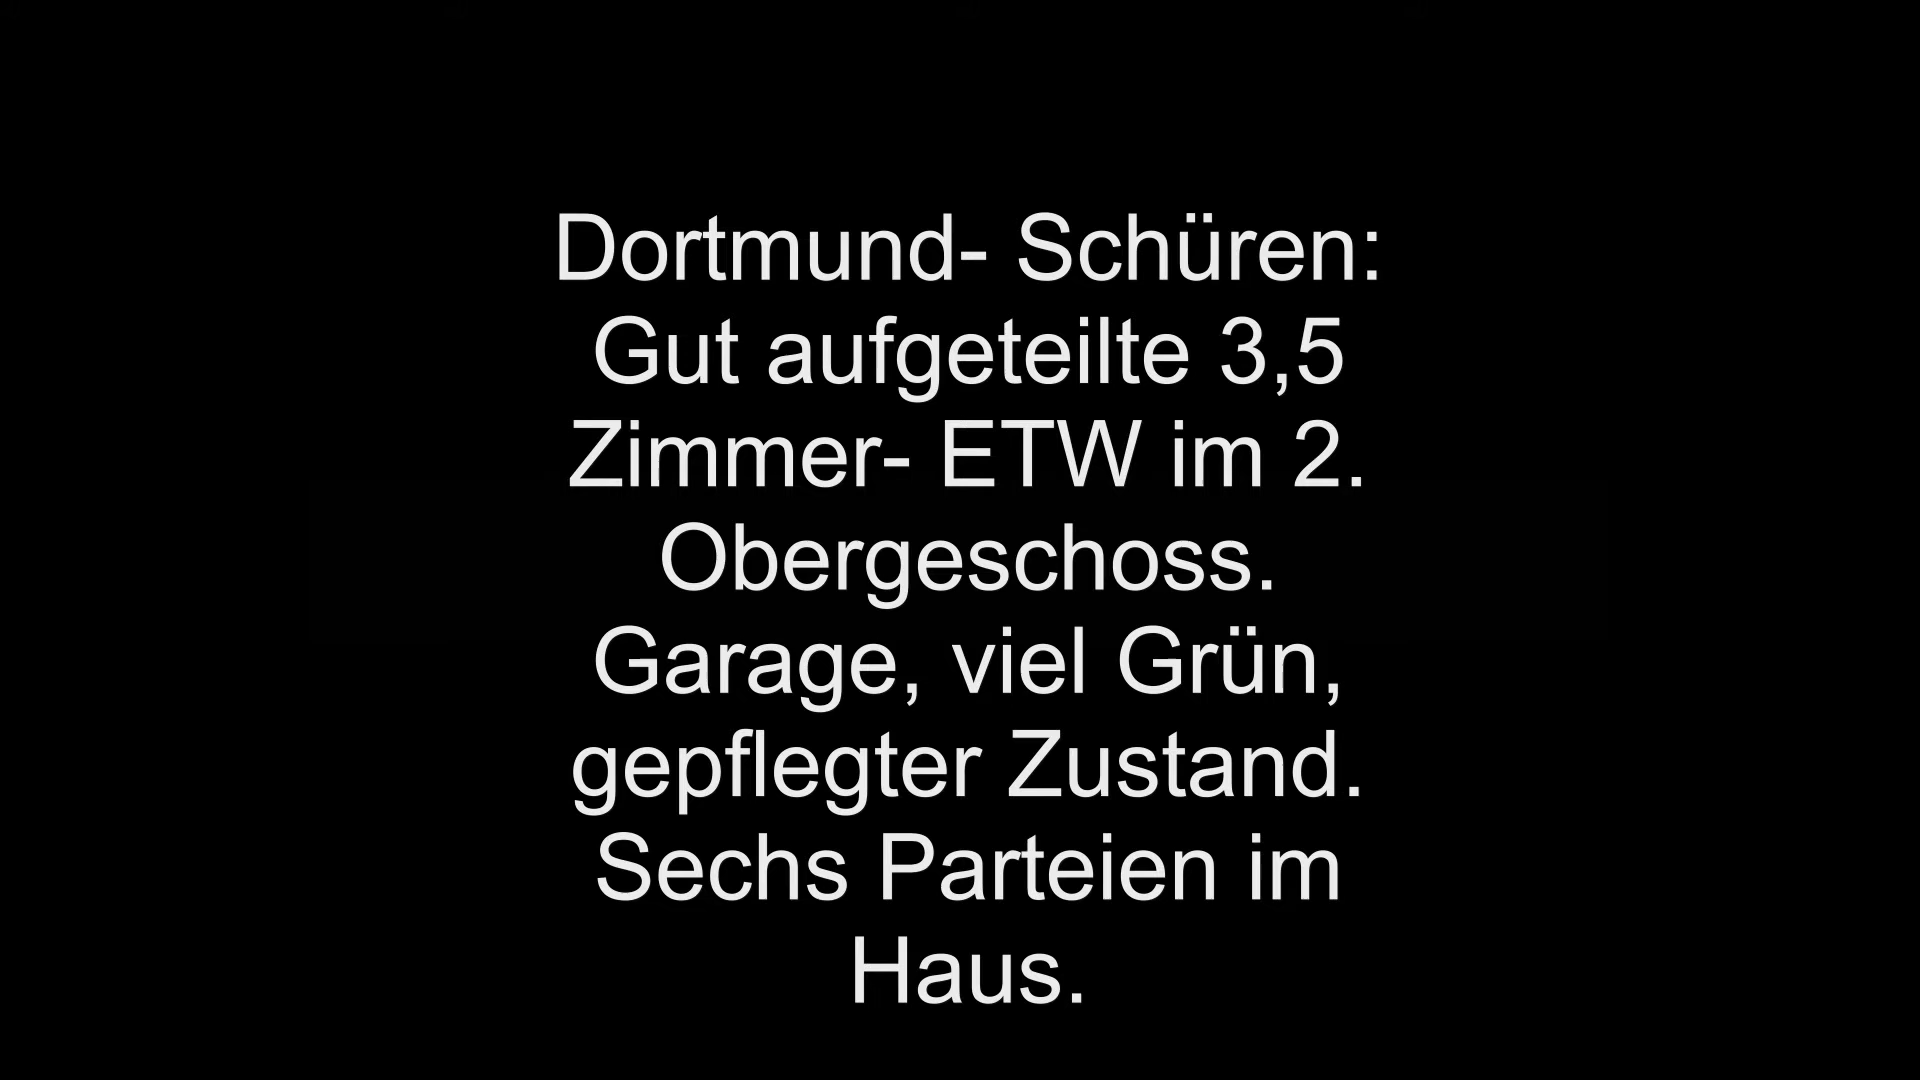 Dortmund- Schüren:
Gut aufgeteilte 3,5
Zimmer- ETW im 2.
Obergeschoss.
Garage, viel Grün,
gepflegter Zustand.
Sechs Parteien im
Haus.